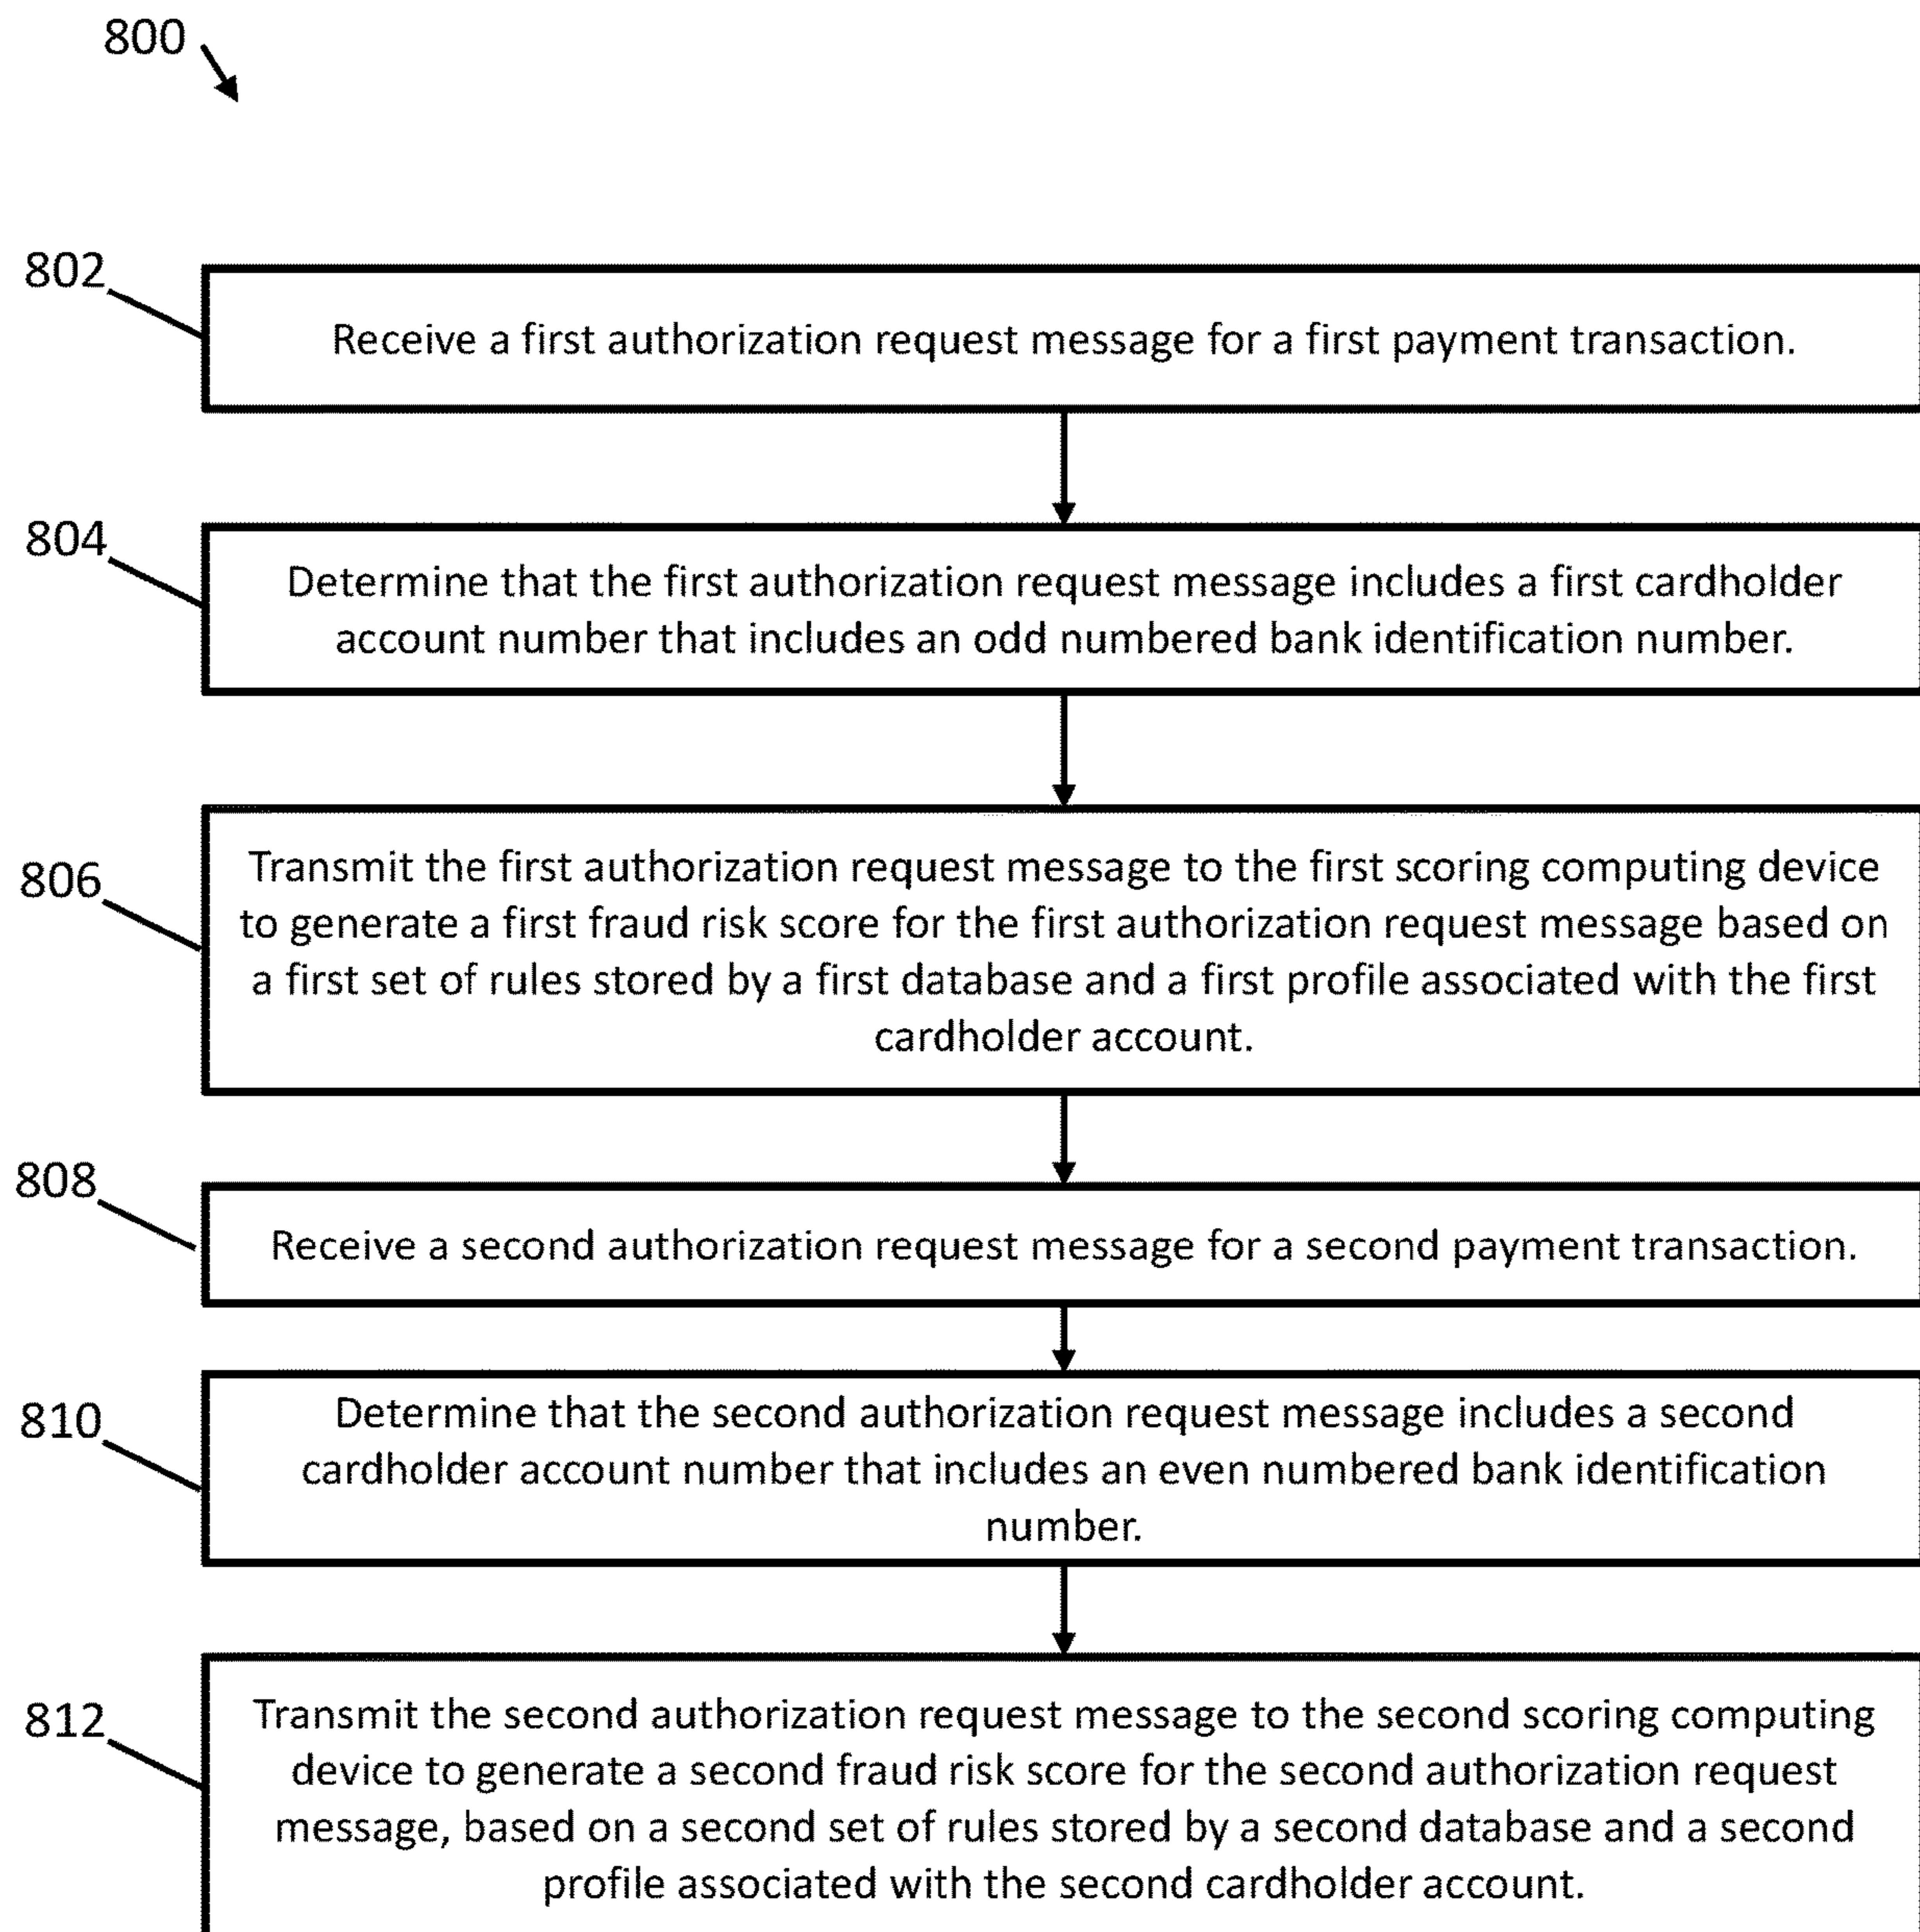 800
802
Receive a first authorization request message for a first payment transaction.
804
Determine that the first authorization request message includes a first cardholder
account number that includes an odd numbered bank identification number.
806
Transmit the first authorization request message to the first scoring computing device
to generate a first fraud risk score for the first authorization request message based on
a first set of rules stored by a first database and a first profile associated with the first
cardholder account.
808
Receive a second authorization request message for a second payment transaction.
810
Determine that the second authorization request message includes a second
cardholder account number that includes an even numbered bank identification
number.
812
Transmit the second authorization request message to the second scoring computing
device to generate a second fraud risk score for the second authorization request
message, based on a second set of rules stored by a second database and a second
profile associated with the second cardholder account.